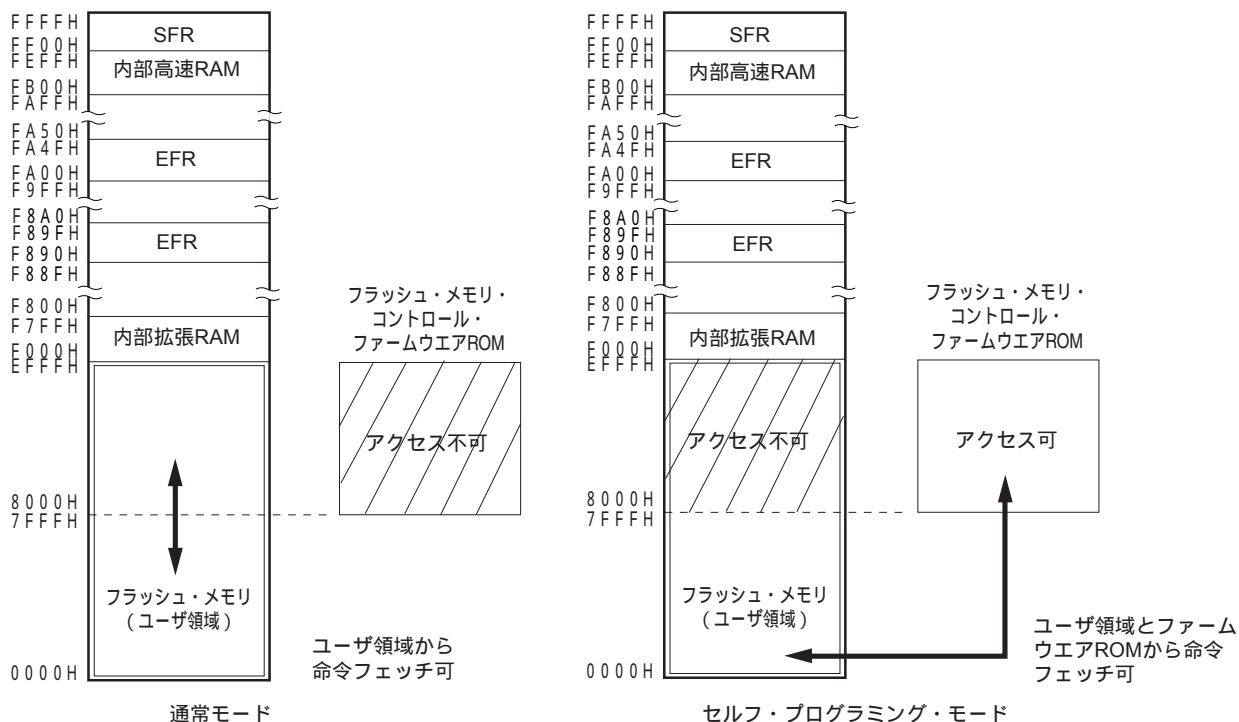 FFFFH
FF00H
FEFFH
FB00H
FAFFH
FA50H
FA4FH
FA00H
F9FFH
F8A0H
F89FH
F890H
F88FH
F800H
F7FFH
E000H
EFFFH
8000H
7FFFH
0000H
SFR
内部高速RAM
EFR
EFR
内部拡張RAM
フラッシュ・メモリ
（ユーザ領域）
フラッシュ・メモリ・
コントロール・
ファームウエアROM
アクセス不可
ユーザ領域から
命令フェッチ可
通常モード
FFFFH
FF00H
FEFFH
FB00H
FAFFH
FA50H
FA4FH
FA00H
F9FFH
F8A0H
F89FH
F890H
F88FH
F800H
F7FFH
E000H
EFFFH
8000H
7FFFH
0000H
SFR
内部高速RAM
EFR
EFR
内部拡張RAM
アクセス不可
フラッシュ・メモリ
（ユーザ領域）
フラッシュ・メモリ・
コントロール・
ファームウエアROM
アクセス可
ユーザ領域とファーム
ウエアROMから命令
フェッチ可
セルフ・プログラミング・モード